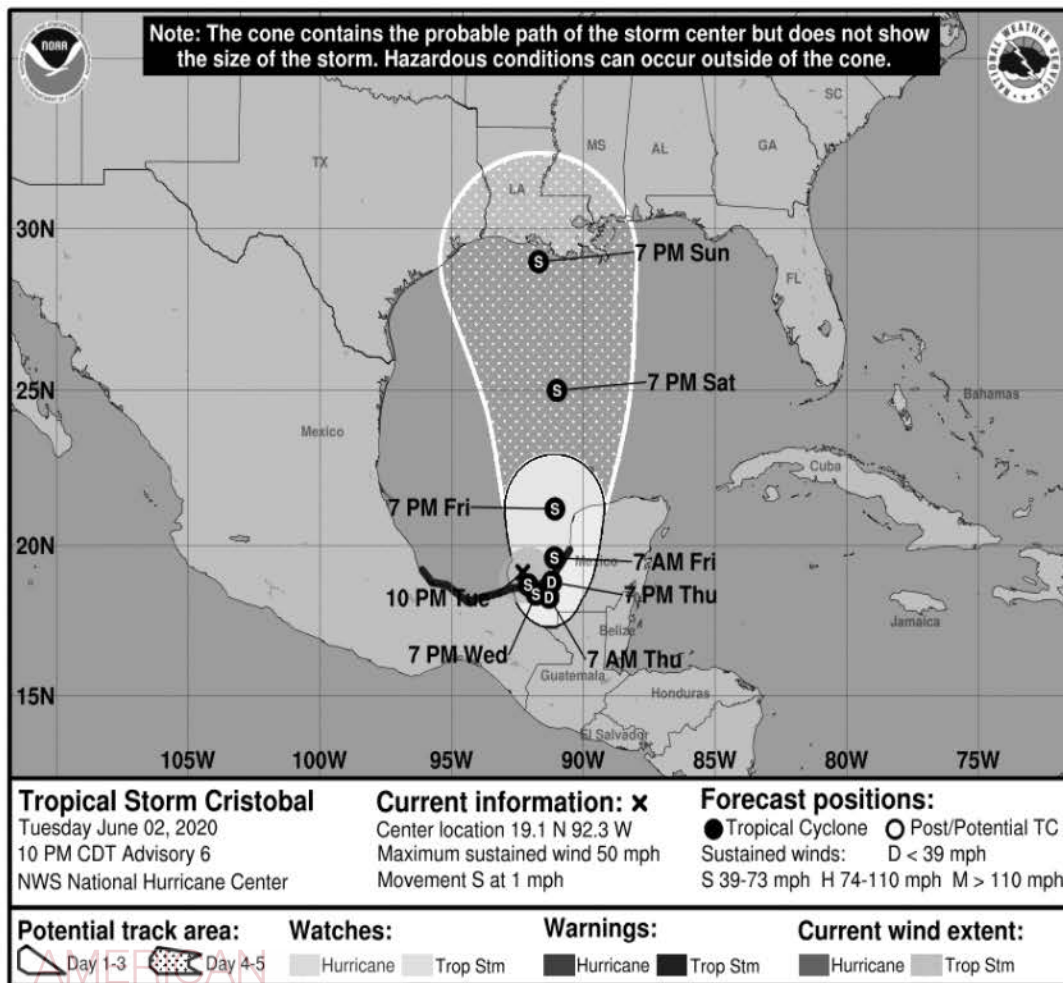 Note: The cone contains the probable path of the storm center but does not show
the size of the storm. Hazardous conditions can occur outside of the cone.
NOAA
NATIONAL WEATHER SERVICE
SC
MS
AL
GA
TX
LA
30N
7 PM Sun
FL
25N
7 PM Sat
Bahamas
Mexico
Cuba
7 PM Fri
20N
Mexico
7 AM Fri
10 PM Tue
7 PM Thu
Jamaica
Belize
7 PM Wed
7 AM Thu
Guatemala
Honduras
15N
El Salvador
105W 100W 95W 90W 85W 80W 75W
S
S
S
S
S
S
D
D
Tropical Storm Cristobal
Tuesday June 02, 2020
10 PM CDT Advisory 6
NWS National Hurricane Center
Current information: x
Center location 19.1 N 92.3 W
Maximum sustained wind 50 mph
Movement S at 1 mph
Forecast positions:
Tropical Cyclone Post/Potential TC
Sustained winds: D < 39 mph
S 39-73 mph H 74-110 mph M > 110 mph
Potential track area:
Day 1-3 Day 4-5
Watches:
Hurricane Trop Stm
Warnings:
Hurricane Trop Stm
Current wind extent:
Hurricane Trop Stm
AMERICAN